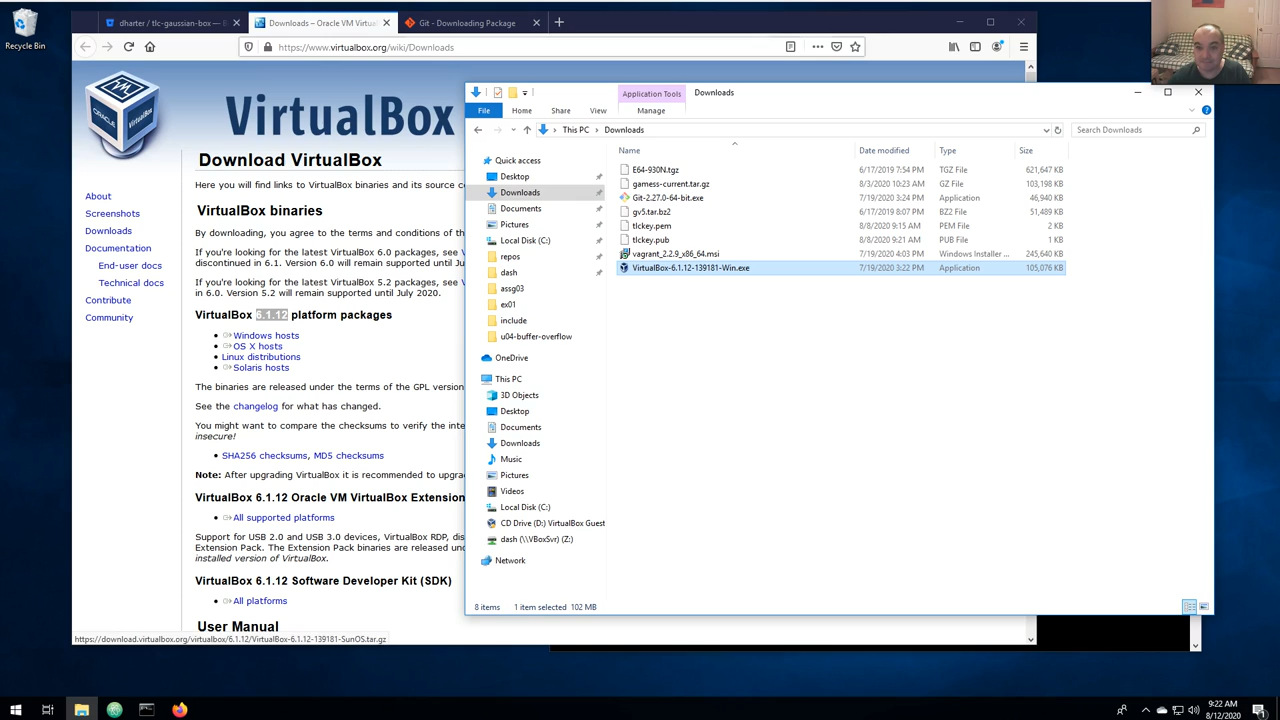 Recycle Bin
dharter / tlc-gaussian-box — B
Downloads – Oracle VM Virtual
Git - Downloading Package
https://www.virtualbox.org/wiki/Downloads
ORACLE
VM
VirtualBox
VirtualBox
Download VirtualBox
Here you will find links to VirtualBox binaries and its source c
About
Screenshots
Downloads
Documentation
End-user docs
Technical docs
Contribute
Community
VirtualBox binaries
By downloading, you agree to the terms and conditions of th
If you're looking for the latest VirtualBox 6.0 packages, see V
discontinued in 6.1. Version 6.0 will remain supported until Ju
If you're looking for the latest VirtualBox 5.2 packages, see V
in 6.0. Version 5.2 will remain supported until July 2020.
VirtualBox 6.1.12 platform packages
Windows hosts
OS X hosts
Linux distributions
Solaris hosts
The binaries are released under the terms of the GPL version
See the changelog for what has changed.
You might want to compare the checksums to verify the inte
insecure!
SHA256 checksums, MD5 checksums
Note: After upgrading VirtualBox it is recommended to upgra
VirtualBox 6.1.12 Oracle VM VirtualBox Extension
All supported platforms
Support for USB 2.0 and USB 3.0 devices, VirtualBox RDP, dis
Extension Pack. The Extension Pack binaries are released und
installed version of VirtualBox.
VirtualBox 6.1.12 Software Developer Kit (SDK)
All platforms
User Manual
https://download.virtualbox.org/virtualbox/6.1.12/VirtualBox-6.1.12-139181-SunOS.tar.gz
Application Tools
Downloads
File Home Share View Manage
This PC > Downloads
Search Downloads
Name Date modified Type Size
E64-930N.tgz 6/17/2019 7:54 PM TGZ File 621,647 KB
gamess-current.tar.gz 8/3/2020 10:23 AM GZ File 103,198 KB
Git-2.27.0-64-bit.exe 7/19/2020 3:24 PM Application 46,940 KB
gv5.tar.bz2 6/17/2019 8:07 PM BZ2 File 51,489 KB
tlckey.pem 8/8/2020 9:15 AM PEM File 2 KB
tlckey.pub 8/8/2020 9:21 AM PUB File 1 KB
vagrant_2.2.9_x86_64.msi 7/19/2020 4:03 PM Windows Installer ... 245,640 KB
VirtualBox-6.1.12-139181-Win.exe 7/19/2020 3:22 PM Application 105,076 KB
Quick access
Desktop
Downloads
Documents
Pictures
Local Disk (C:)
repos
dash
assg03
ex01
include
u04-buffer-overflow
OneDrive
This PC
3D Objects
Desktop
Documents
Downloads
Music
Pictures
Videos
Local Disk (C:)
CD Drive (D:) VirtualBox Guest
dash (\\VBoxSvr) (Z:)
Network
8 items 1 item selected 102 MB
9:22 AM
8/12/2020
1